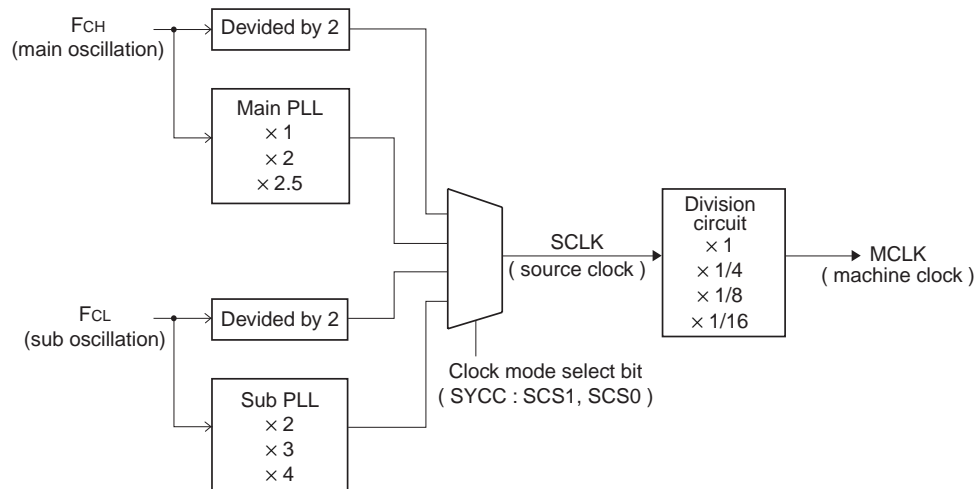 FCH
(main oscillation)
Devided by 2
Main PLL
× 1
× 2
× 2.5
FCL
(sub oscillation)
Devided by 2
Sub PLL
× 2
× 3
× 4
Clock mode select bit
( SYCC : SCS1, SCS0 )
SCLK
( source clock )
Division
circuit
× 1
× 1/4
× 1/8
× 1/16
MCLK
( machine clock )